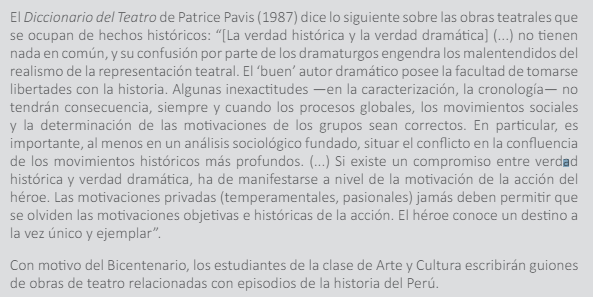 El Diccionario del Teatro de Patrice Pavis (1987) dice lo siguiente sobre las obras teatrales que
se ocupan de hechos históricos: “[La verdad histórica y la verdad dramática] (...) no tienen
nada en común, y su confusión por parte de los dramaturgos engendra los malentendidos del
realismo de la representación teatral. El ‘buen’ autor dramático posee la facultad de tomarse
libertades con la historia. Algunas inexactitudes —en la caracterización, la cronología— no
tendrán consecuencia, siempre y cuando los procesos globales, los movimientos sociales
y la determinación de las motivaciones de los grupos sean correctos. En particular, es
importante, al menos en un análisis sociológico fundado, situar el conflicto en la confluencia
de los movimientos históricos más profundos. (...) Si existe un compromiso entre verdad
histórica y verdad dramática, ha de manifestarse a nivel de la motivación de la acción del
héroe. Las motivaciones privadas (temperamentales, pasionales) jamás deben permitir que
se olviden las motivaciones objetivas e históricas de la acción. El héroe conoce un destino a
la vez único y ejemplar”.
Con motivo del Bicentenario, los estudiantes de la clase de Arte y Cultura escribirán guiones
de obras de teatro relacionadas con episodios de la historia del Perú.